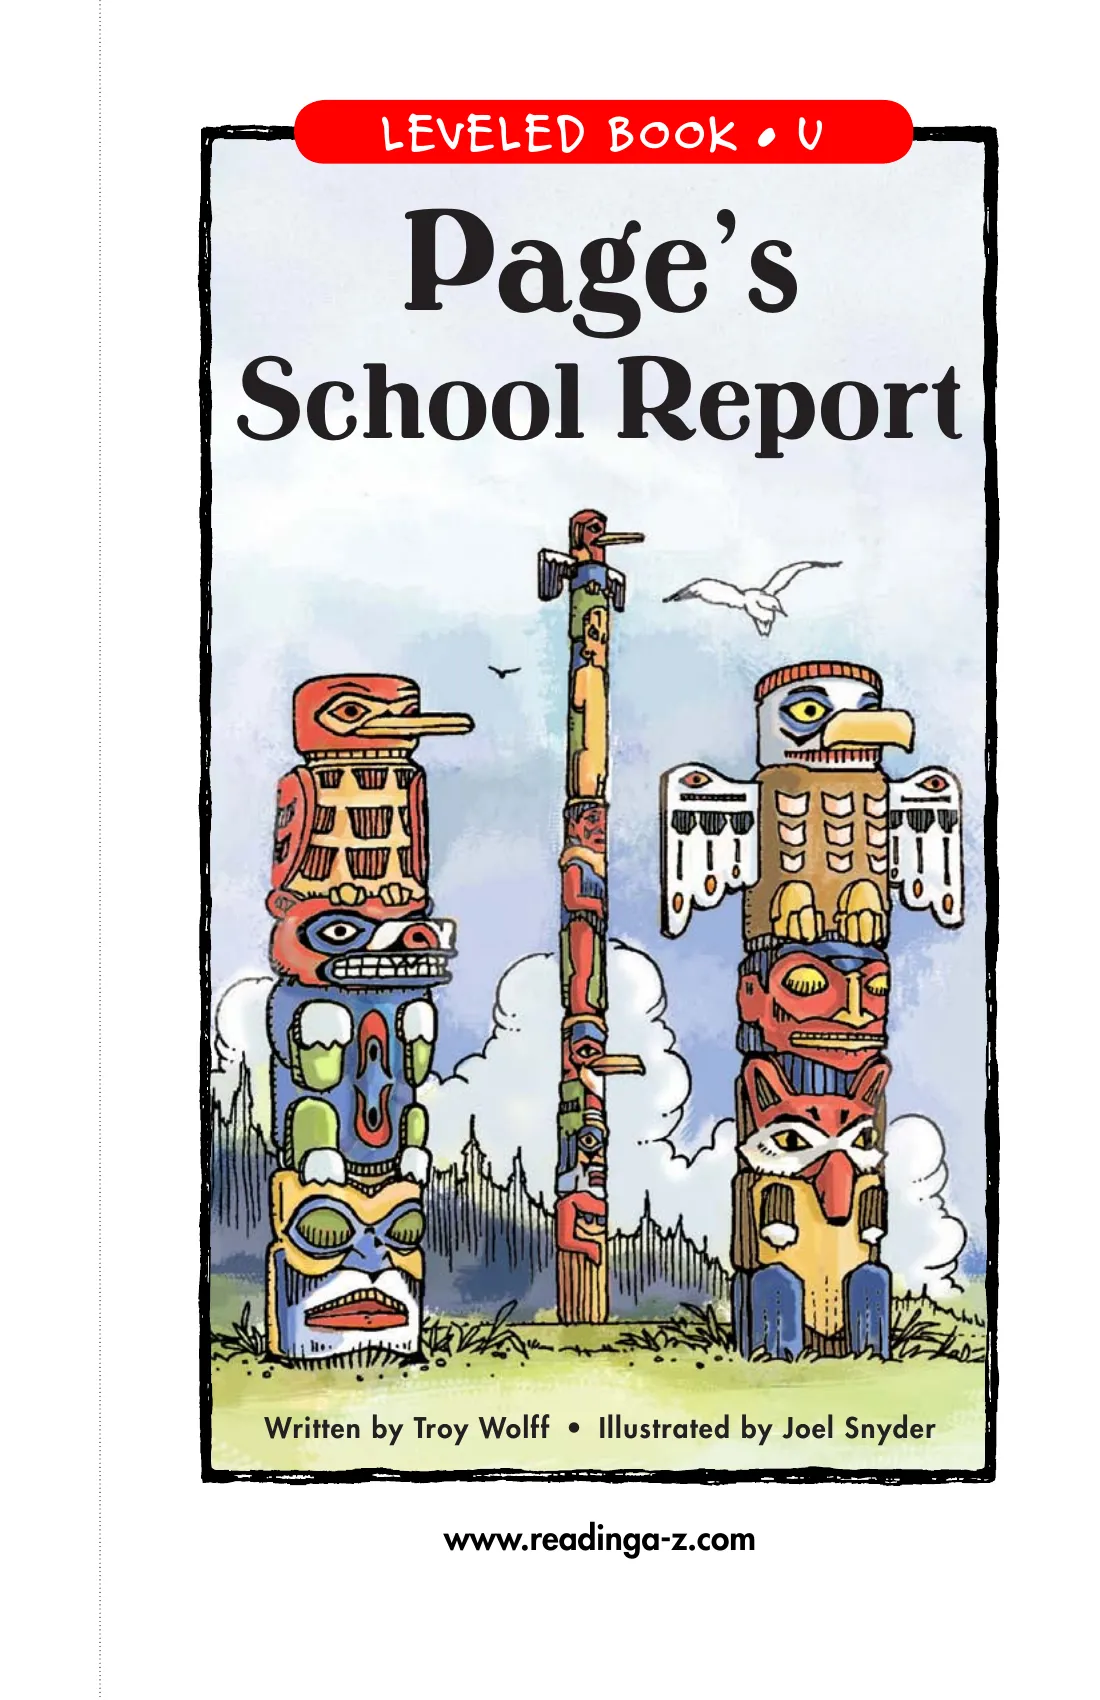 LEVELED BOOK • U
Page's
School Report
Written by Troy Wolff • Illustrated by Joel Snyder
www.readinga-z.com